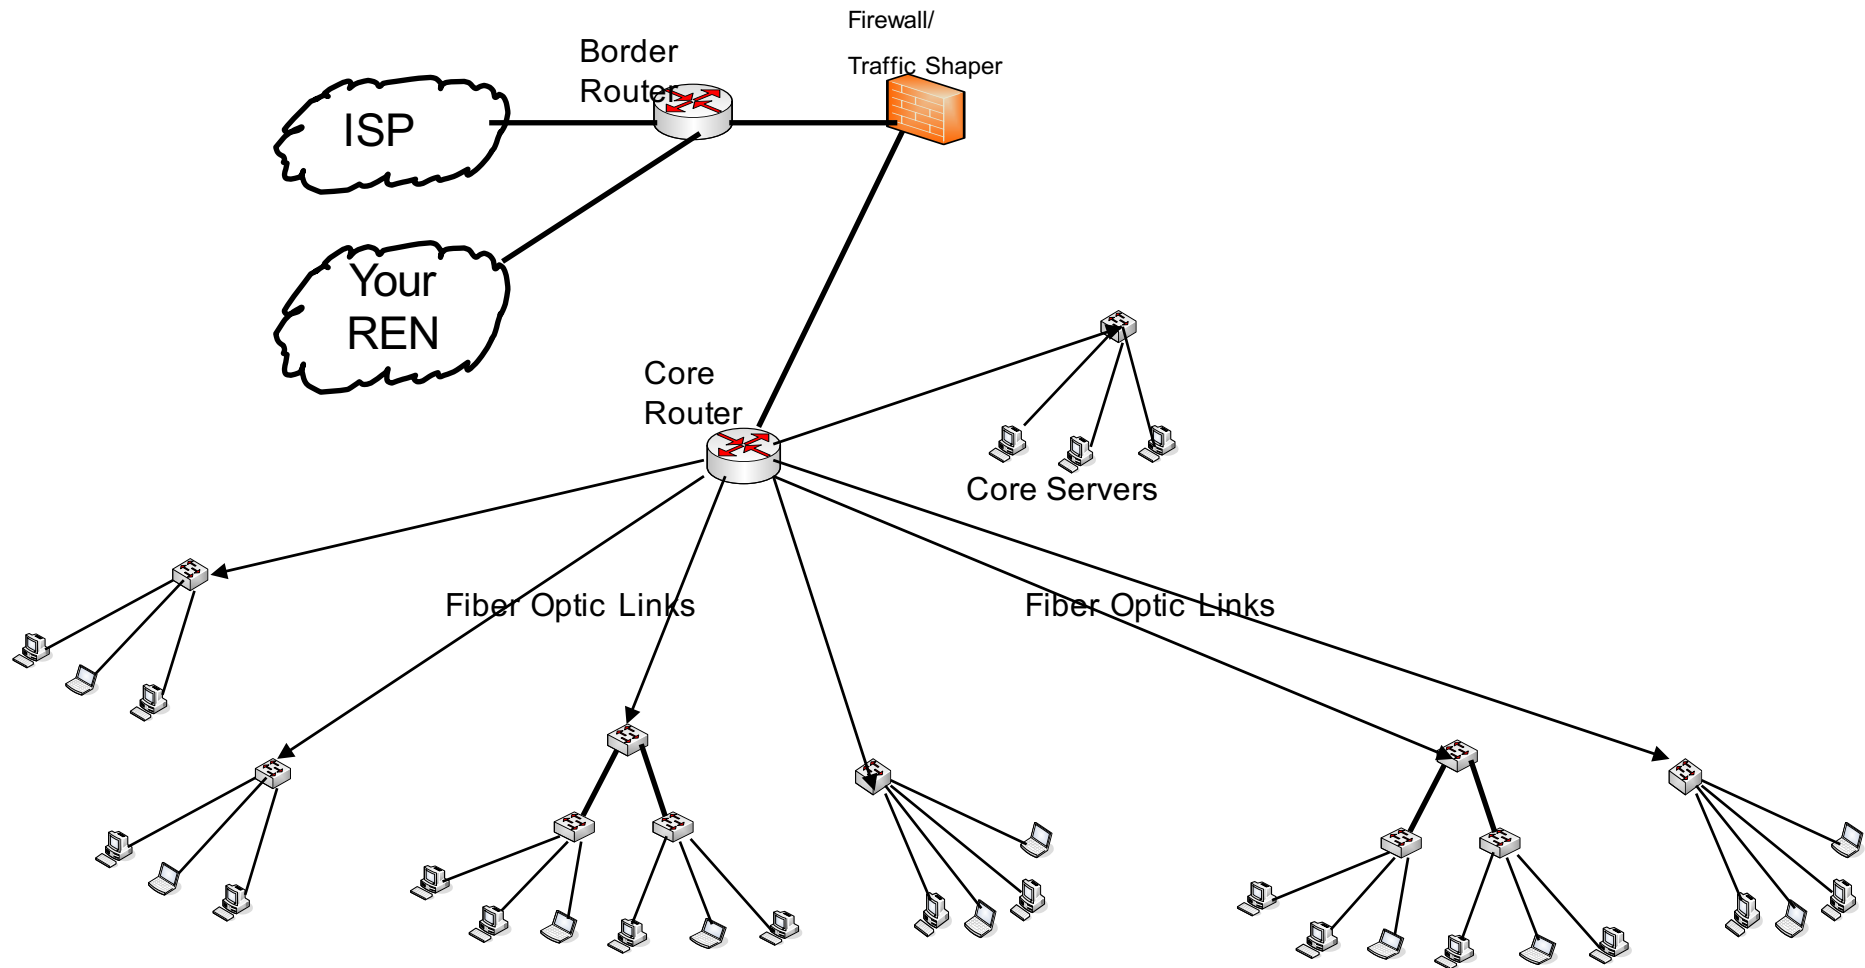 Firewall/
Traffic Shaper
Border
Router
ISP
Your
REN
Core
Router
Core Servers
Fiber Optic Links
Fiber Optic Links